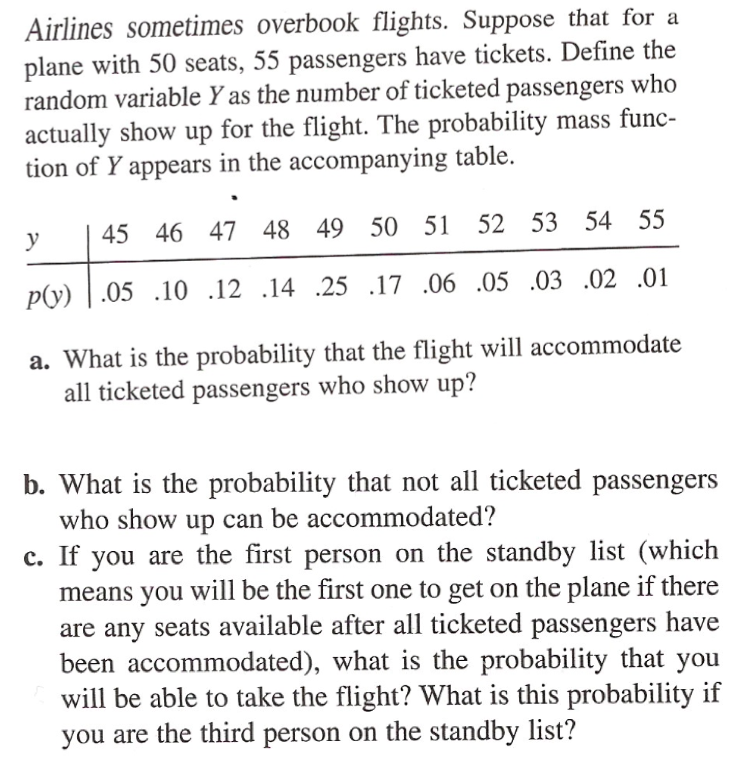 Airlines sometimes overbook flights. Suppose that for a
plane with 50 seats, 55 passengers have tickets. Define the
random variable Y as the number of ticketed passengers who
actually show up for the flight. The probability mass func-
tion of Y appears in the accompanying table.
y | 45 46 47 48 49 50 51 52 53 54 55
p(y) | .05 .10 .12 .14 .25 .17 .06 .05 .03 .02 .01
a. What is the probability that the flight will accommodate
all ticketed passengers who show up?
b. What is the probability that not all ticketed passengers
who show up can be accommodated?
c. If you are the first person on the standby list (which
means you will be the first one to get on the plane if there
are any seats available after all ticketed passengers have
been accommodated), what is the probability that you
will be able to take the flight? What is this probability if
you are the third person on the standby list?